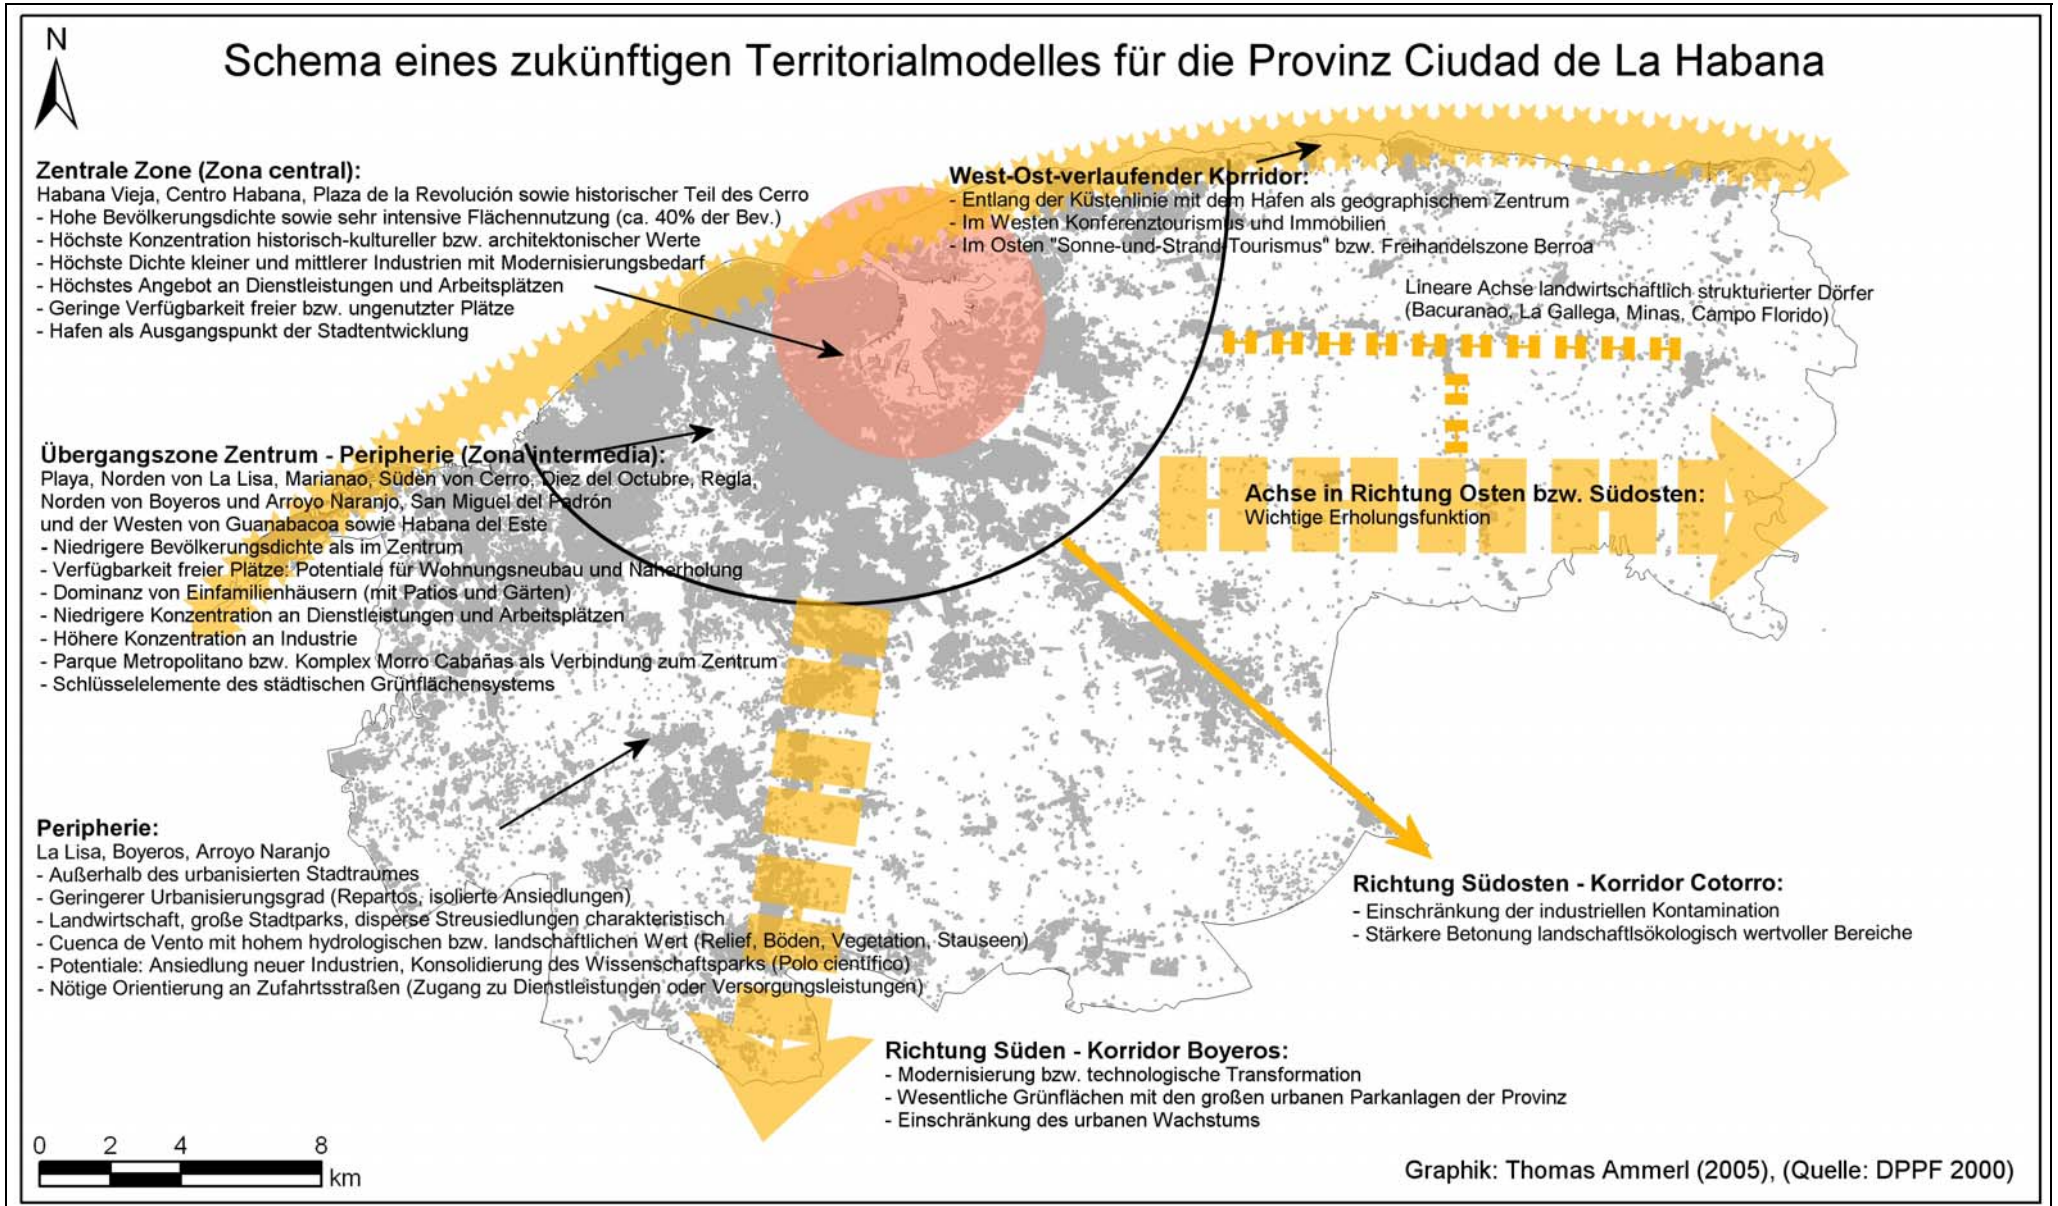 N
Schema eines zukünftigen Territorialmodelles für die Provinz Ciudad de La Habana
Zentrale Zone (Zona central):
Habana Vieja, Centro Habana, Plaza de la Revolución sowie historischer Teil des Cerro
- Hohe Bevölkerungsdichte sowie sehr intensive Flächennutzung (ca. 40% der Bev.)
- Höchste Konzentration historisch-kultureller bzw. architektonischer Werte
- Höchste Dichte kleiner und mittlerer Industrien mit Modernisierungsbedarf
- Höchstes Angebot an Dienstleistungen und Arbeitsplätzen
- Geringe Verfügbarkeit freier bzw. ungenutzter Plätze
- Hafen als Ausgangspunkt der Stadtentwicklung
West-Ost-verlaufender Korridor:
- Entlang der Küstenlinie mit dem Hafen als geographischem Zentrum
- Im Westen Konferenztourismus und Immobilien
- Im Osten "Sonne-und-Strand-Tourismus" bzw. Freihandelszone Berroa
Lineare Achse landwirtschaftlich strukturierter Dörfer
(Bacuranao, La Gallega, Minas, Campo Florido)
Übergangszone Zentrum - Peripherie (Zona intermedia):
Playa, Norden von La Lisa, Marianao, Süden von Cerro, Diez del Octubre, Regla,
Norden von Boyeros und Arroyo Naranjo, San Miguel del Padrón
und der Westen von Guanabacoa sowie Habana del Este
- Niedrigere Bevölkerungsdichte als im Zentrum
- Verfügbarkeit freier Plätze: Potentiale für Wohnungsneubau und Naherholung
- Dominanz von Einfamilienhäusern (mit Patios und Gärten)
- Niedrigere Konzentration an Dienstleistungen und Arbeitsplätzen
- Höhere Konzentration an Industrie
- Parque Metropolitano bzw. Komplex Morro Cabañas als Verbindung zum Zentrum
- Schlüsselelemente des städtischen Grünflächensystems
Achse in Richtung Osten bzw. Südosten:
Wichtige Erholungsfunktion
Peripherie:
La Lisa, Boyeros, Arroyo Naranjo
- Außerhalb des urbanisierten Stadtraumes
- Geringerer Urbanisierungsgrad (Repartos, isolierte Ansiedlungen)
- Landwirtschaft, große Stadtparks, disperse Streusiedlungen charakteristisch
- Cuenca de Vento mit hohem hydrologischen bzw. landschaftlichen Wert (Relief, Böden, Vegetation, Stauseen)
- Potentiale: Ansiedlung neuer Industrien, Konsolidierung des Wissenschaftsparks (Polo científico)
- Nötige Orientierung an Zufahrtsstraßen (Zugang zu Dienstleistungen oder Versorgungsleistungen)
Richtung Südosten - Korridor Cotorro:
- Einschränkung der industriellen Kontamination
- Stärkere Betonung landschaftlsökologisch wertvoller Bereiche
Richtung Süden - Korridor Boyeros:
- Modernisierung bzw. technologische Transformation
- Wesentliche Grünflächen mit den großen urbanen Parkanlagen der Provinz
- Einschränkung des urbanen Wachstums
0 2 4 8
km
Graphik: Thomas Ammerl (2005), (Quelle: DPPF 2000)